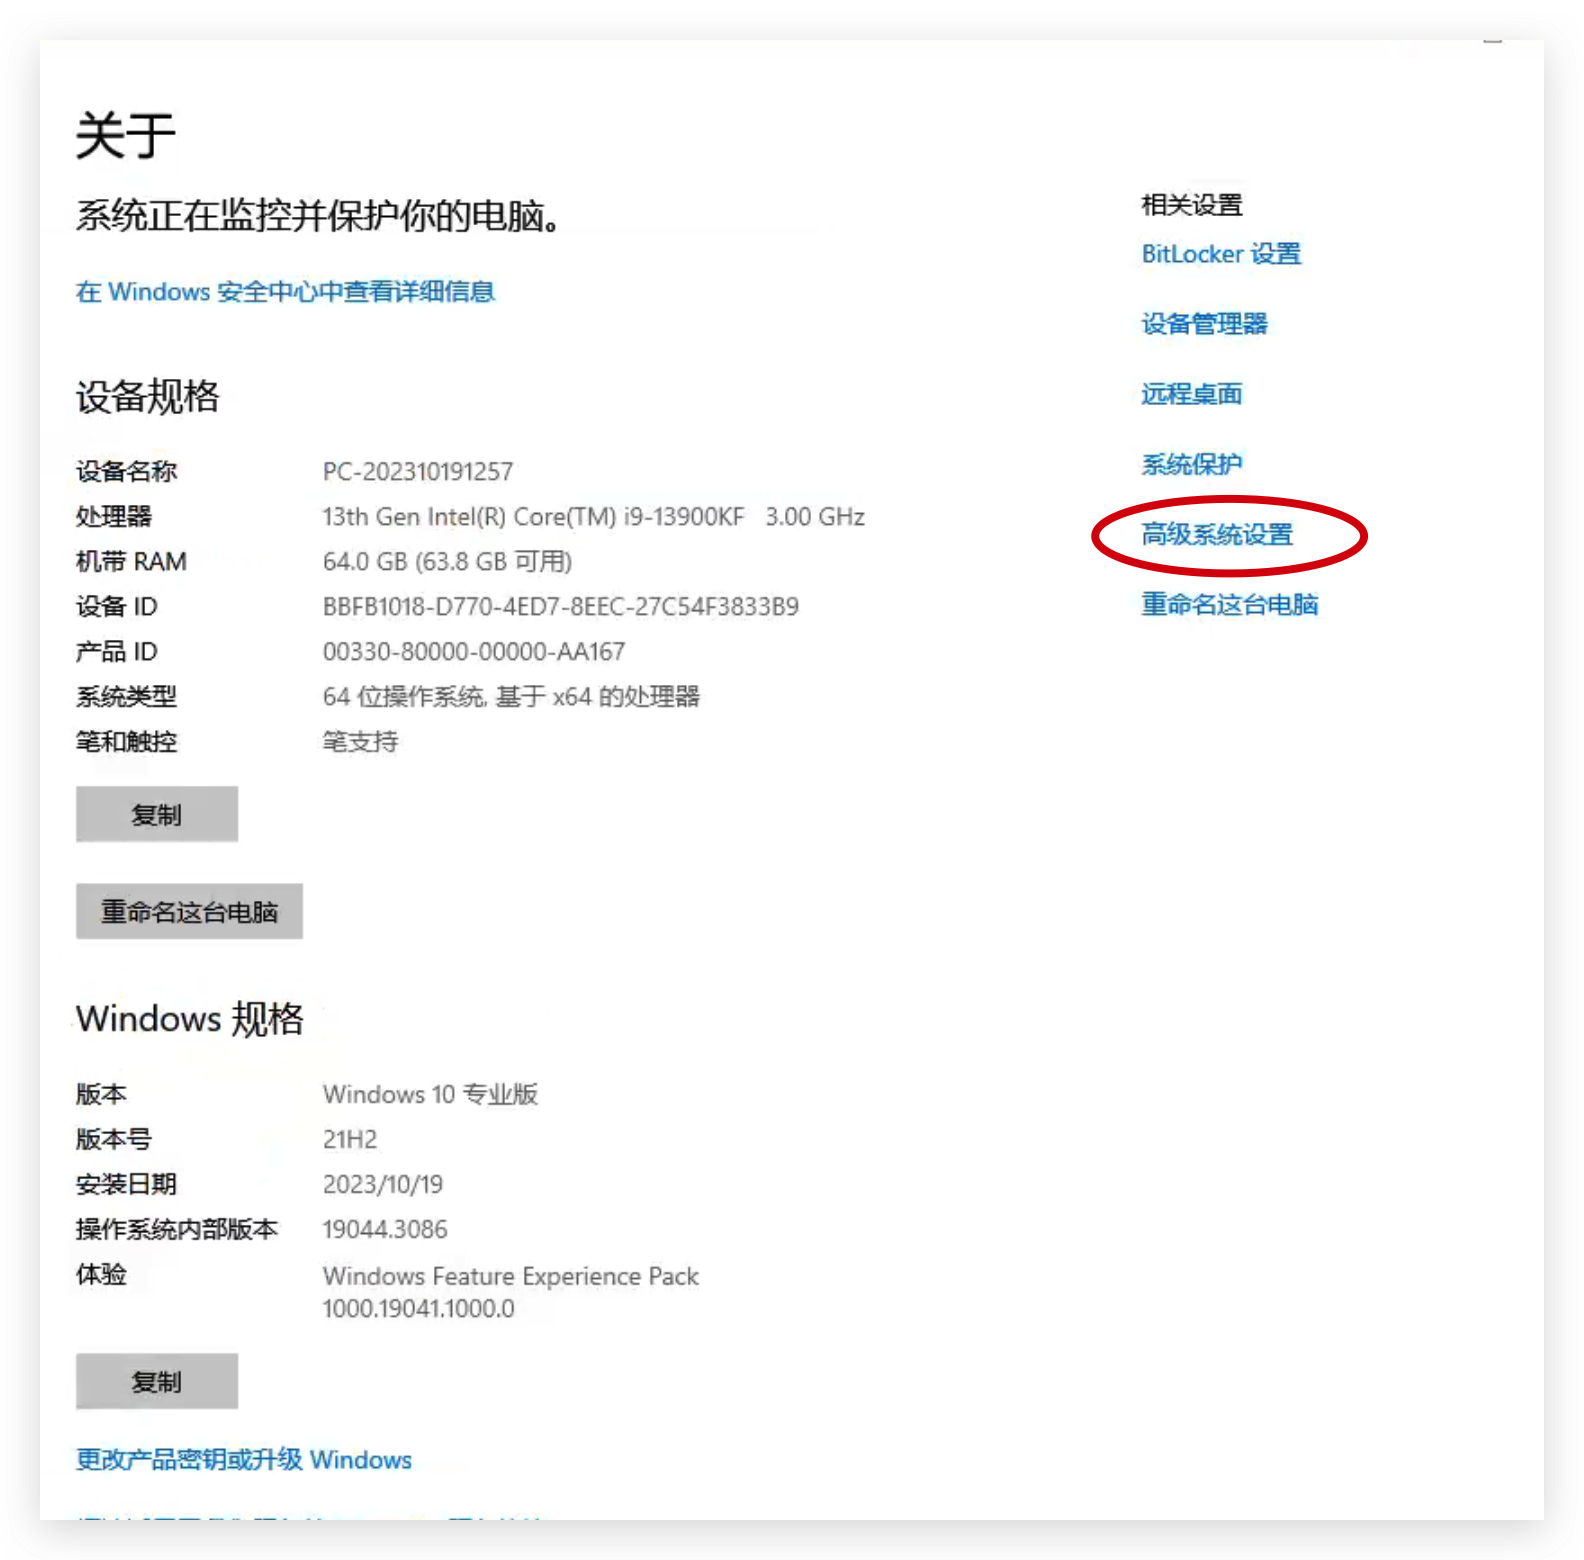 关于
系统正在监控并保护你的电脑。
在 Windows 安全中心中查看详细信息
设备规格
设备名称 PC-202310191257
处理器 13th Gen Intel(R) Core(TM) i9-13900KF 3.00 GHz
机带 RAM 64.0 GB (63.8 GB 可用)
设备 ID BBFB1018-D770-4ED7-8EEC-27C54F3833B9
产品 ID 00330-80000-00000-AA167
系统类型 64 位操作系统, 基于 x64 的处理器
笔和触控 笔支持
复制
重命名这台电脑
Windows 规格
版本 Windows 10 专业版
版本号 21H2
安装日期 2023/10/19
操作系统内部版本 19044.3086
体验 Windows Feature Experience Pack
1000.19041.1000.0
复制
更改产品密钥或升级 Windows
相关设置
BitLocker 设置
设备管理器
远程桌面
系统保护
高级系统设置
重命名这台电脑